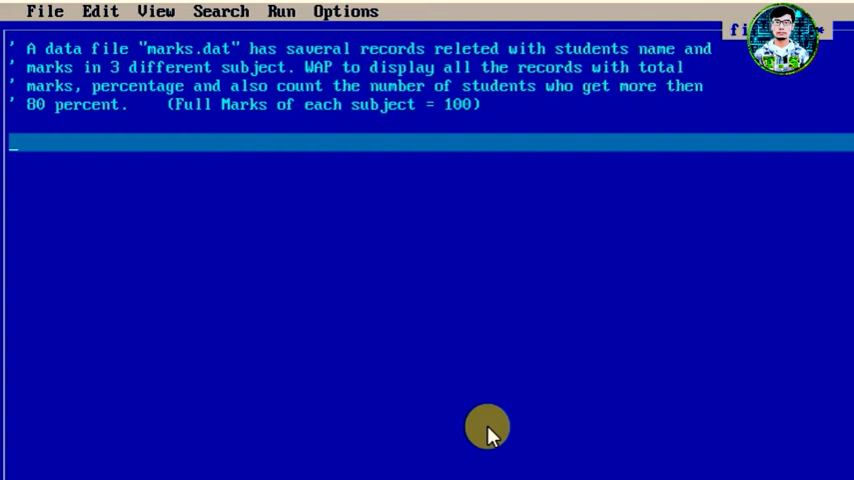 File Edit View Search Run Options
fi
' A data file "marks.dat" has saveral records releted with students name and
' marks in 3 different subject. WAP to display all the records with total
' marks, percentage and also count the number of students who get more then
' 80 percent. (Full Marks of each subject = 100)